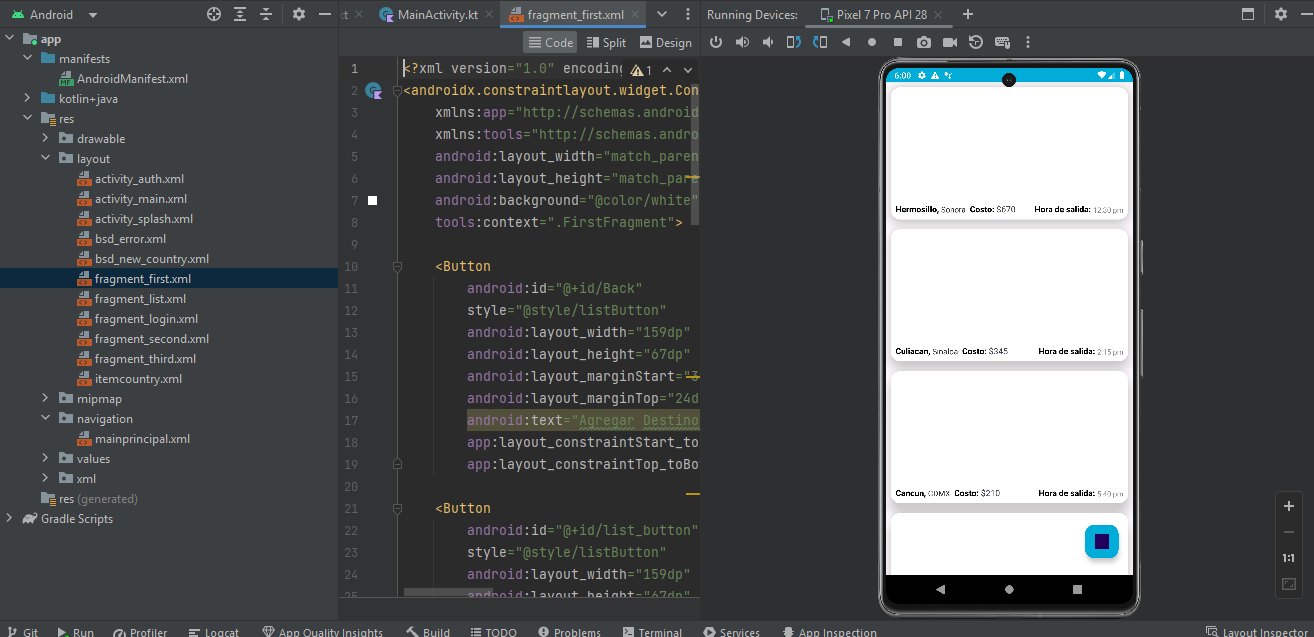 Android
kt
MainActivity.kt
fragment_first.xml
Running Devices:
Pixel 7 Pro API 28
Code
Split
Design
app
manifests
AndroidManifest.xml
kotlin+java
res
drawable
layout
activity_auth.xml
activity_main.xml
activity_splash.xml
bsd_error.xml
bsd_new_country.xml
fragment_first.xml
fragment_list.xml
fragment_login.xml
fragment_second.xml
fragment_third.xml
itemcountry.xml
mipmap
navigation
mainprincipal.xml
values
xml
res (generated)
Gradle Scripts
1 <?xml version="1.0" encoding 1
2 <androidx.constraintlayout.widget.Con
3 xmlns:app="http://schemas.android
4 xmlns:tools="http://schemas.andro
5 android:layout_width="match_paren
6 android:layout_height="match_pare
7 android:background="@color/white"
8 tools:context=".FirstFragment">
9
10 <Button
11 android:id="@+id/Back"
12 style="@style/listButton"
13 android:layout_width="159dp"
14 android:layout_height="67dp"
15 android:layout_marginStart="3
16 android:layout_marginTop="24d
17 android:text="Agregar Destino
18 app:layout_constraintStart_to
19 app:layout_constraintTop_toBo
20
21 <Button
22 android:id="@+id/list_button"
23 style="@style/listButton"
24 android:layout_width="159dp"
25 android:layout_height="67dp"
6:00
Hermosillo, Sonora Costo: $670 Hora de salida: 12:30 pm
Culiacan, Sinaloa Costo: $345 Hora de salida: 2:15 pm
Cancun, CDMX Costo: $210 Hora de salida: 5:40 pm
1:1
Git
Run
Profiler
Logcat
App Quality Insights
Build
TODO
Problems
Terminal
Services
App Inspection
Layout Inspector